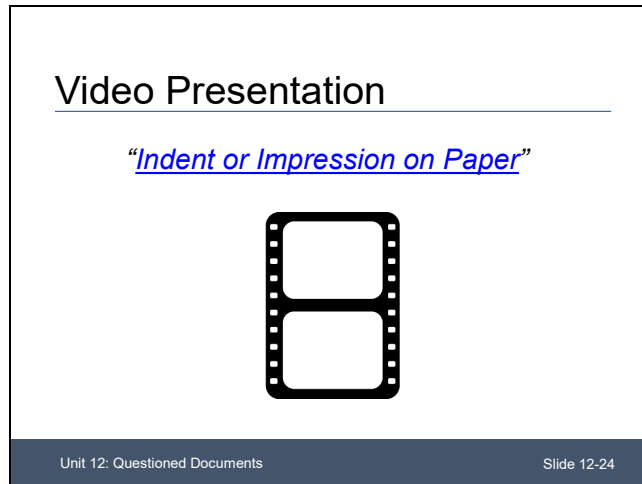 Video Presentation
“Indent or Impression on Paper”
Unit 12: Questioned Documents
Slide 12-24